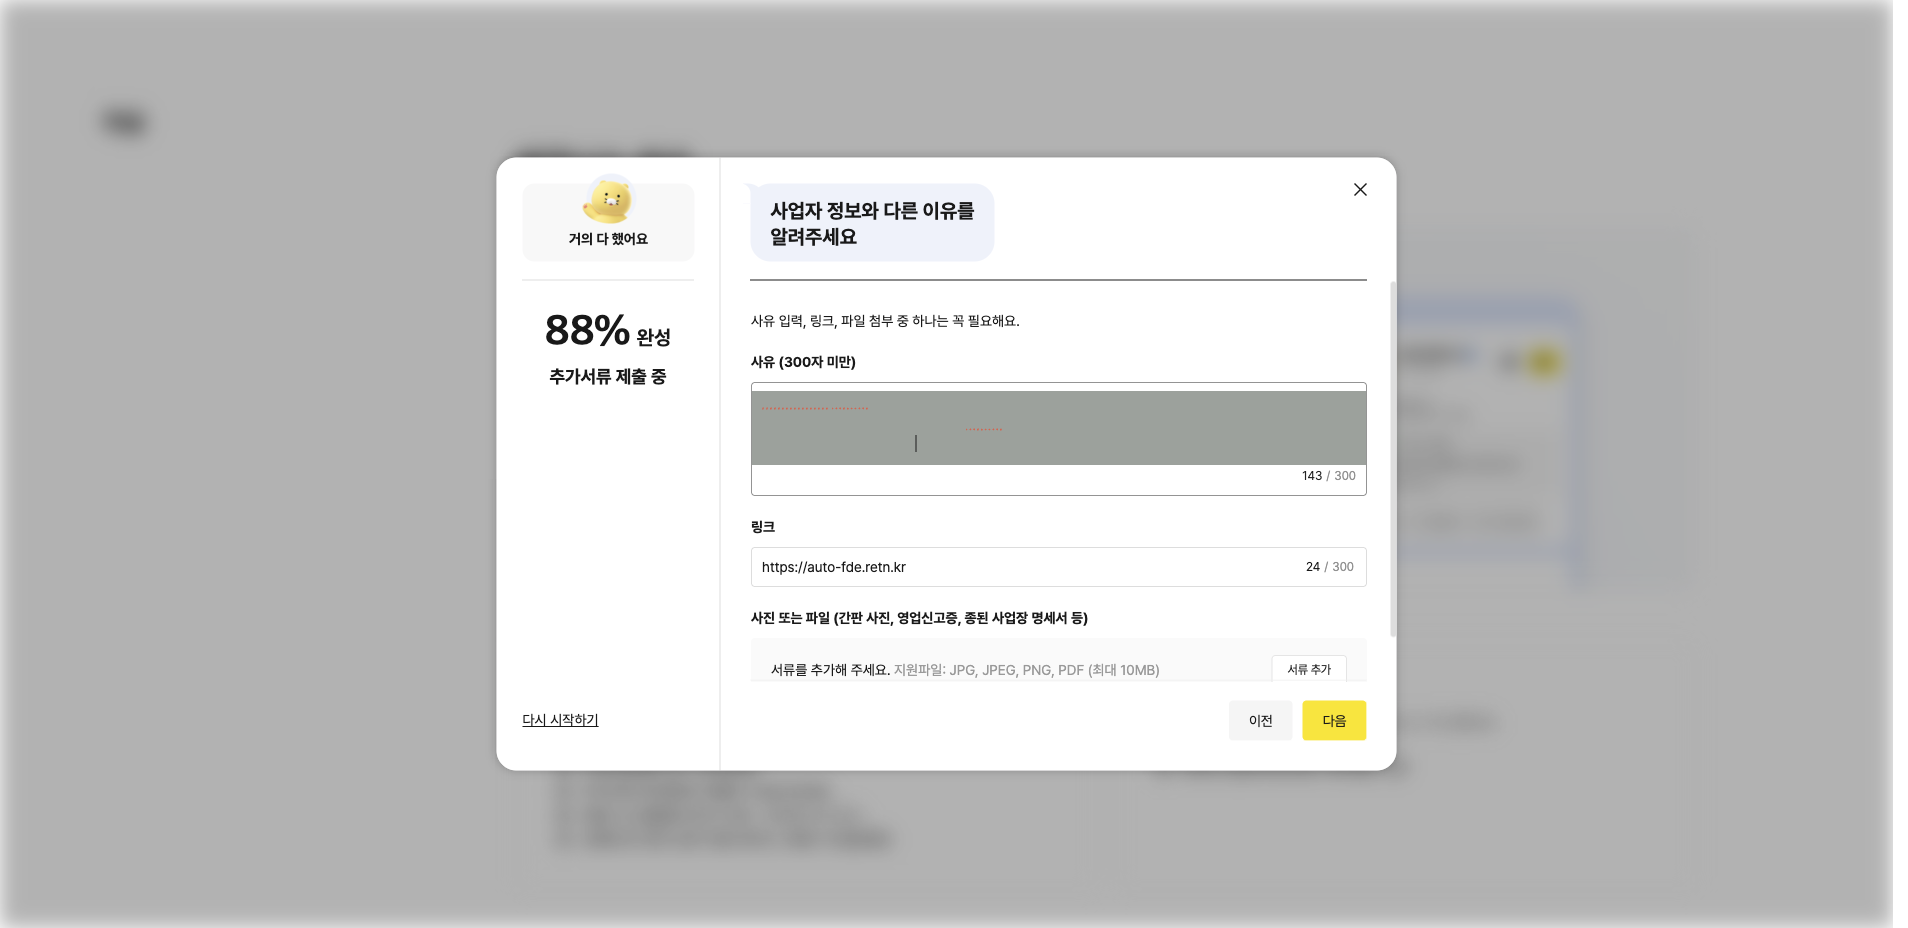 거의 다 했어요
88% 완성
추가서류 제출 중
다시 시작하기
사업자 정보와 다른 이유를
알려주세요
사유 입력, 링크, 파일 첨부 중 하나는 꼭 필요해요.
사유 (300자 미만)
143 / 300
링크
https://auto-fde.retn.kr
24 / 300
사진 또는 파일 (간판 사진, 영업신고증, 종된 사업장 명세서 등)
서류를 추가해 주세요. 지원파일: JPG, JPEG, PNG, PDF (최대 10MB)
서류 추가
이전
다음